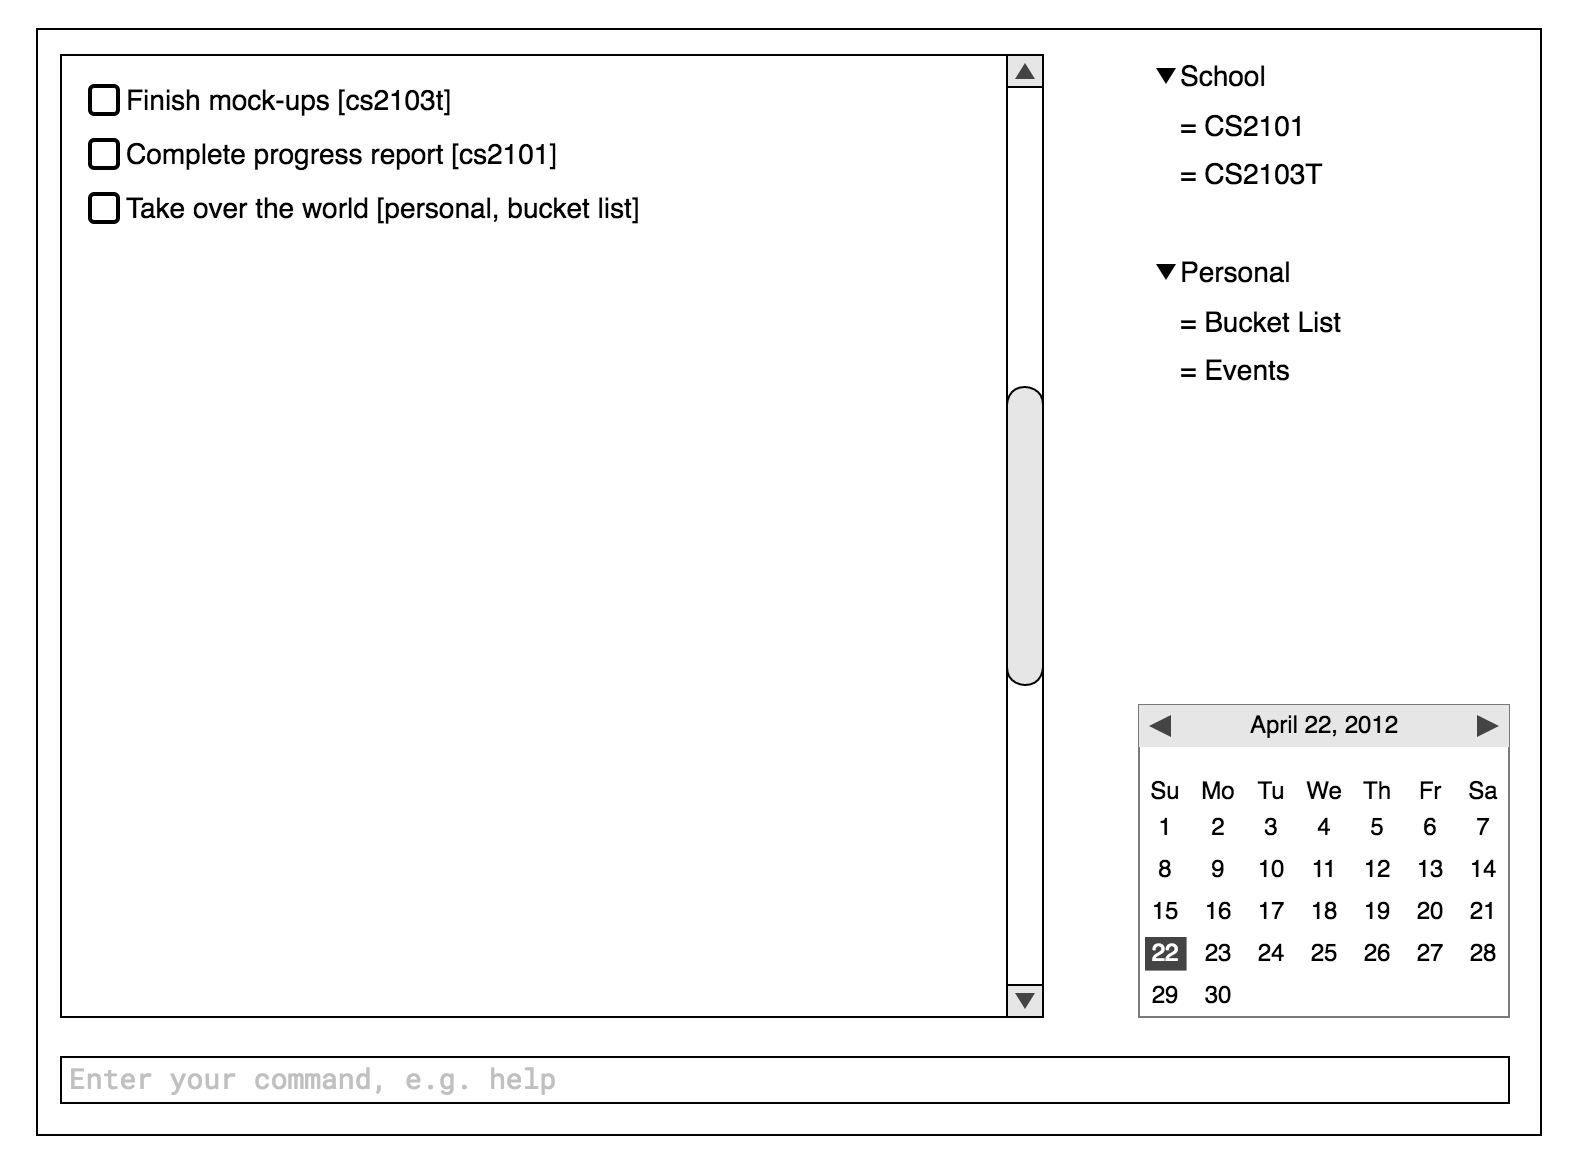 Finish mock-ups [cs2103t]
Complete progress report [cs2101]
Take over the world [personal, bucket list]
School
= CS2101
= CS2103T
Personal
= Bucket List
= Events
April 22, 2012
Su Mo Tu We Th Fr Sa
1 2 3 4 5 6 7
8 9 10 11 12 13 14
15 16 17 18 19 20 21
22 23 24 25 26 27 28
29 30
Enter your command, e.g. help